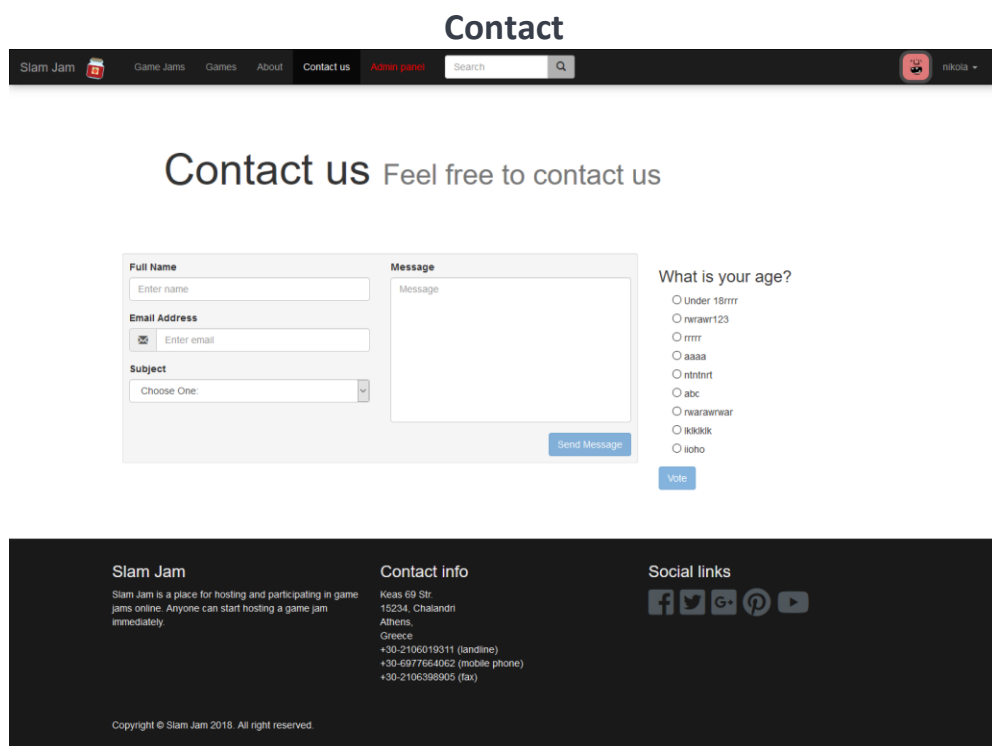 Contact
Slam Jam Game Jams Games About Contact us Admin panel Search nikola
Contact us Feel free to contact us
Full Name
Enter name
Email Address
Enter email
Subject
Choose One:
Message
Message
Send Message
What is your age?
Under 18rrrr
rwrawr123
rrrrr
aaaa
ntntnrt
abc
rwarawrwar
lklklklk
iioho
Vote
Slam Jam
Slam Jam is a place for hosting and participating in game
jams online. Anyone can start hosting a game jam
immediately.
Contact info
Keas 69 Str.
15234, Chalandri
Athens,
Greece
+30-2106019311 (landline)
+30-6977664062 (mobile phone)
+30-2106398905 (fax)
Social links
G+
Copyright © Slam Jam 2018. All right reserved.